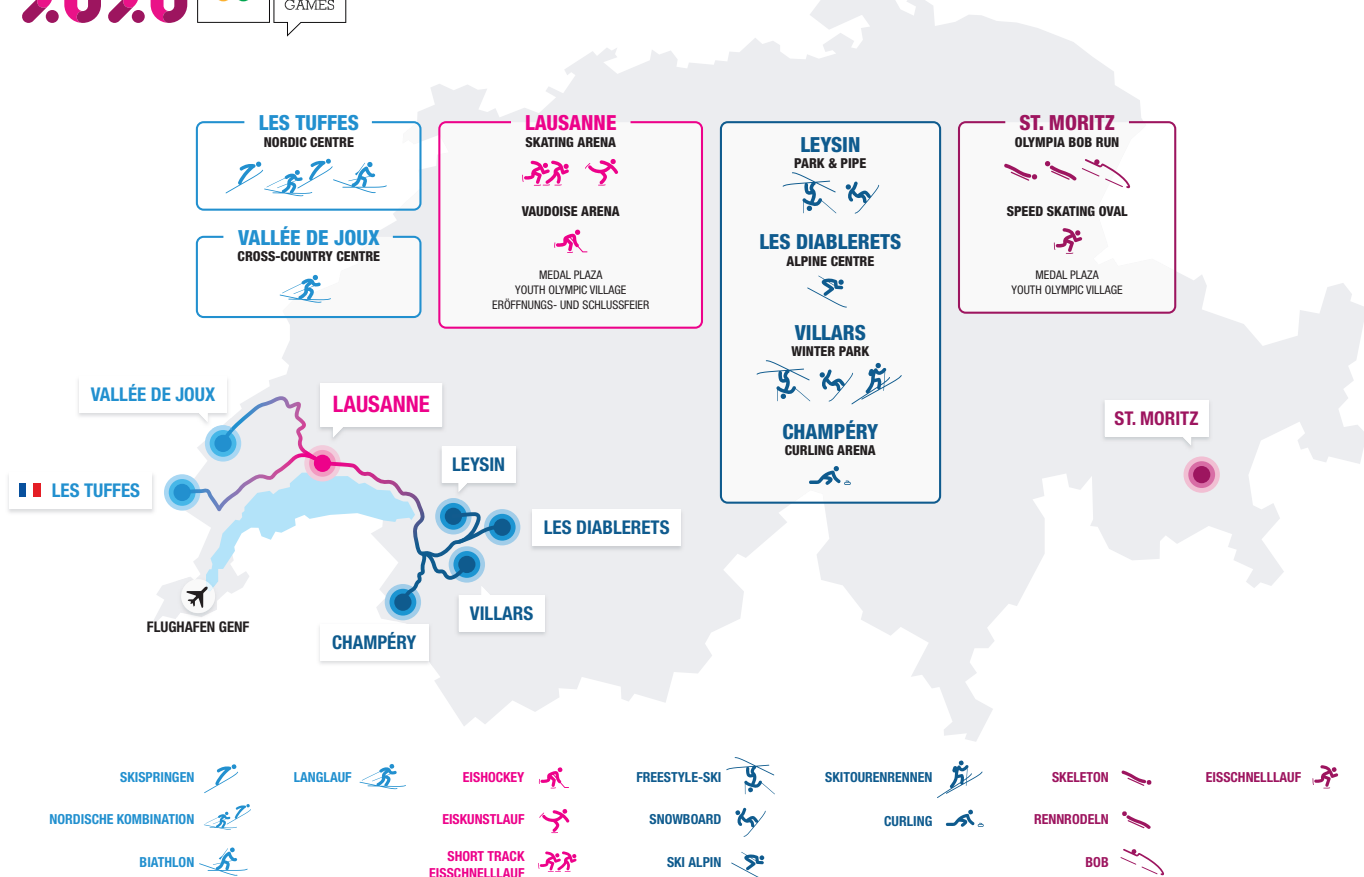 2020
GAMES
LES TUFFES
NORDIC CENTRE
VALLÉE DE JOUX
CROSS-COUNTRY CENTRE
LAUSANNE
SKATING ARENA
VAUDOISE ARENA
MEDAL PLAZA
YOUTH OLYMPIC VILLAGE
ERÖFFNUNGS- UND SCHLUSSFEIER
LEYSIN
PARK & PIPE
LES DIABLERETS
ALPINE CENTRE
VILLARS
WINTER PARK
CHAMPÉRY
CURLING ARENA
ST. MORITZ
OLYMPIA BOB RUN
SPEED SKATING OVAL
MEDAL PLAZA
YOUTH OLYMPIC VILLAGE
VALLÉE DE JOUX
LAUSANNE
LES TUFFES
LEYSIN
LES DIABLERETS
VILLARS
CHAMPÉRY
FLUGHAFEN GENF
ST. MORITZ
SKISPRINGEN
NORDISCHE KOMBINATION
BIATHLON
LANGLAUF
EISHOCKEY
EISKUNSTLAUF
SHORT TRACK
EISSCHNELLLAUF
FREESTYLE-SKI
SNOWBOARD
SKI ALPIN
SKITOURENRENNEN
CURLING
SKELETON
RENNRODELN
BOB
EISSCHNELLLAUF